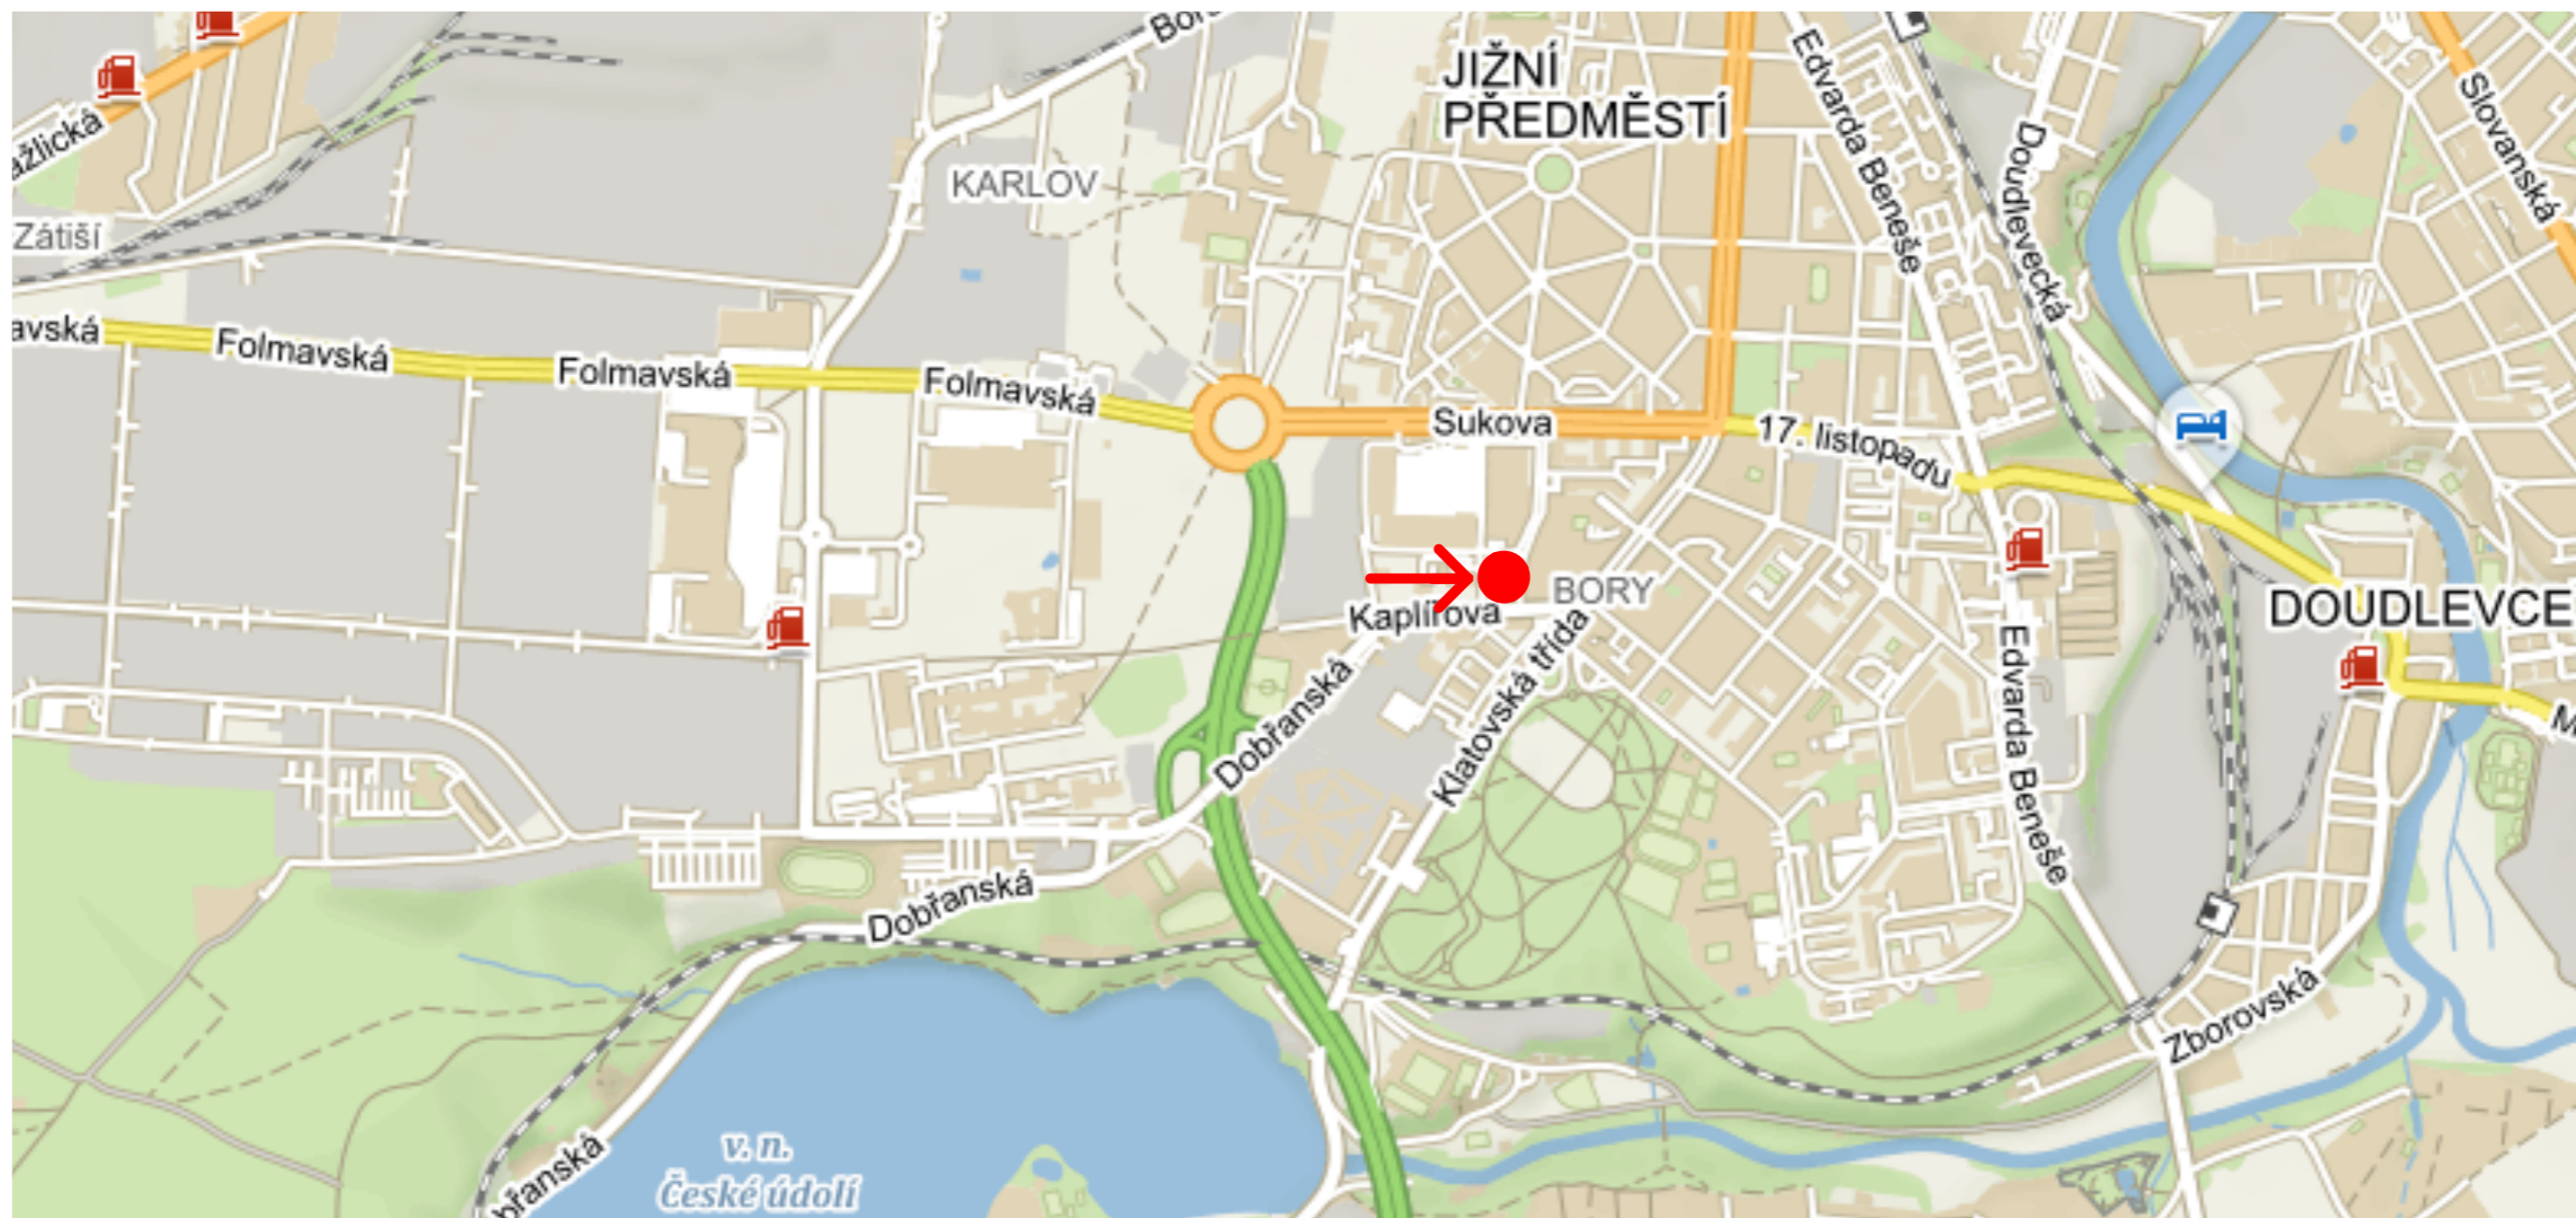 JIŽNÍ
PŘEDMĚSTÍ
Edvarda Beneše
Doudlevecká
Slovanská
KARLOV
Zátiší
Folmavská
Folmavská
Folmavská
Sukova
17. listopadu
BORY
Kaplířova
DOUDLEVCE
Dobřanská
Klatovská třída
Edvarda Beneše
Dobřanská
Zborovská
v. n.
České údolí